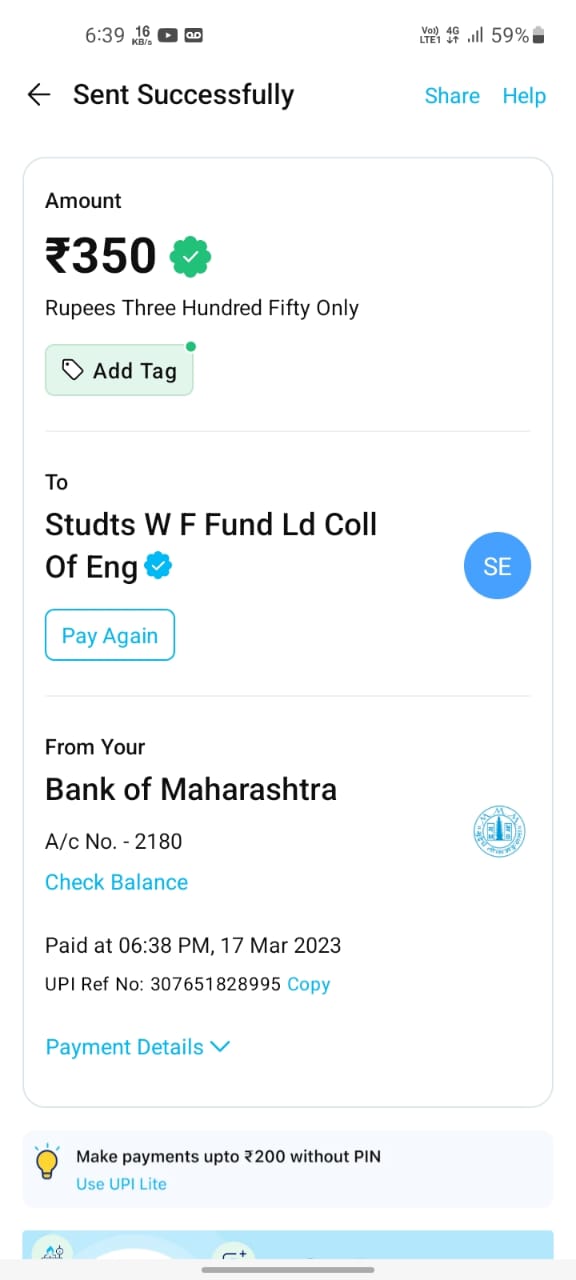 6:39 16 KB/s Vo) 4G LTE1 59%
Sent Successfully Share Help
Amount
₹350
Rupees Three Hundred Fifty Only
Add Tag
To
Studts W F Fund Ld Coll
Of Eng
SE
Pay Again
From Your
Bank of Maharashtra
A/c No. - 2180
Check Balance
Paid at 06:38 PM, 17 Mar 2023
UPI Ref No: 307651828995 Copy
Payment Details
Make payments upto ₹200 without PIN
Use UPI Lite